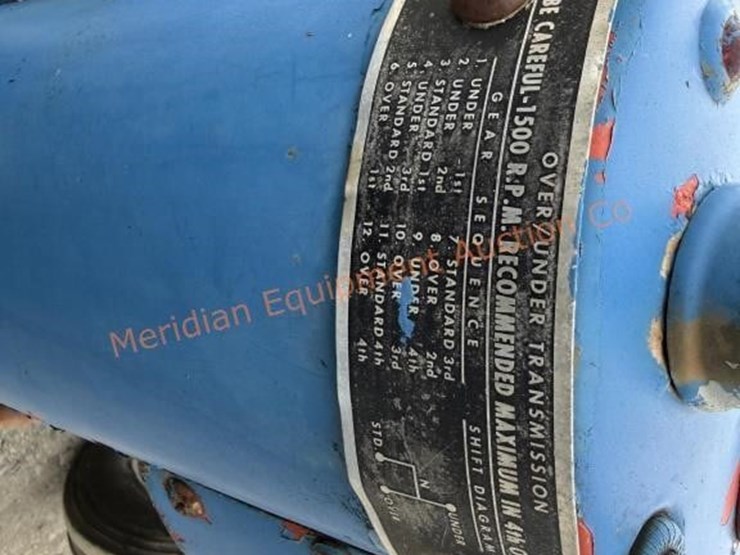 OVER UNDER TRANSMISSION
BE CAREFUL-1500 R.P.M. RECOMMENDED MAXIMUM IN 4th
GEAR SEQUENCE
1. UNDER - 1st
2. UNDER 2nd
3. STANDARD 1st
4. UNDER 3rd
5. STANDARD 2nd
6. OVER 1st
7. STANDARD 3rd
8. OVER 2nd
9. UNDER 4th
10. OVER 3rd
11. STANDARD 4th
12. OVER 4th
SHIFT DIAGRAM
UNDER
N
STD.
OVER
Meridian Equipment Auction Co